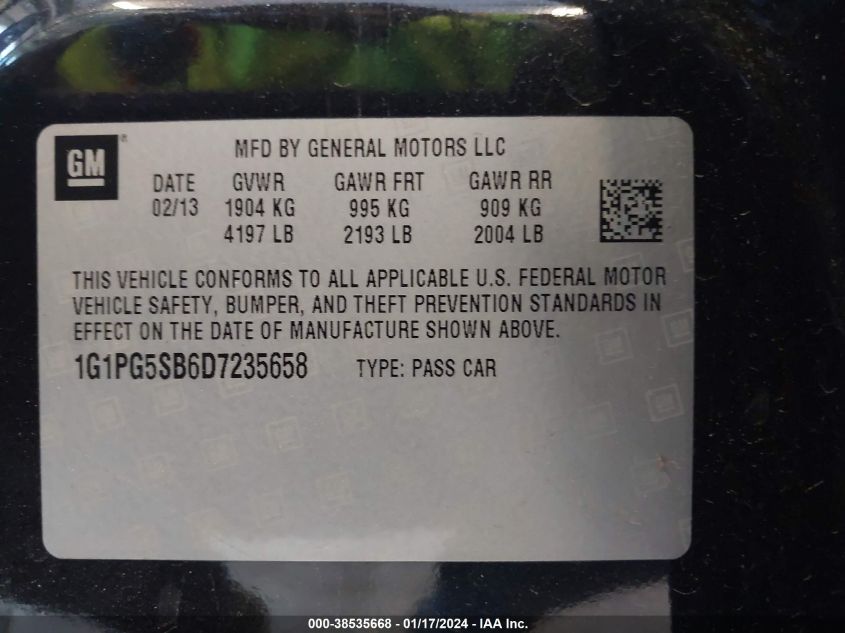 GM ®
MFD BY GENERAL MOTORS LLC
DATE GVWR GAWR FRT GAWR RR
02/13 1904 KG 995 KG 909 KG
4197 LB 2193 LB 2004 LB
THIS VEHICLE CONFORMS TO ALL APPLICABLE U.S. FEDERAL MOTOR
VEHICLE SAFETY, BUMPER, AND THEFT PREVENTION STANDARDS IN
EFFECT ON THE DATE OF MANUFACTURE SHOWN ABOVE.
1G1PG5SB6D7235658 TYPE: PASS CAR
000-38535668 - 01/17/2024 - IAA Inc.